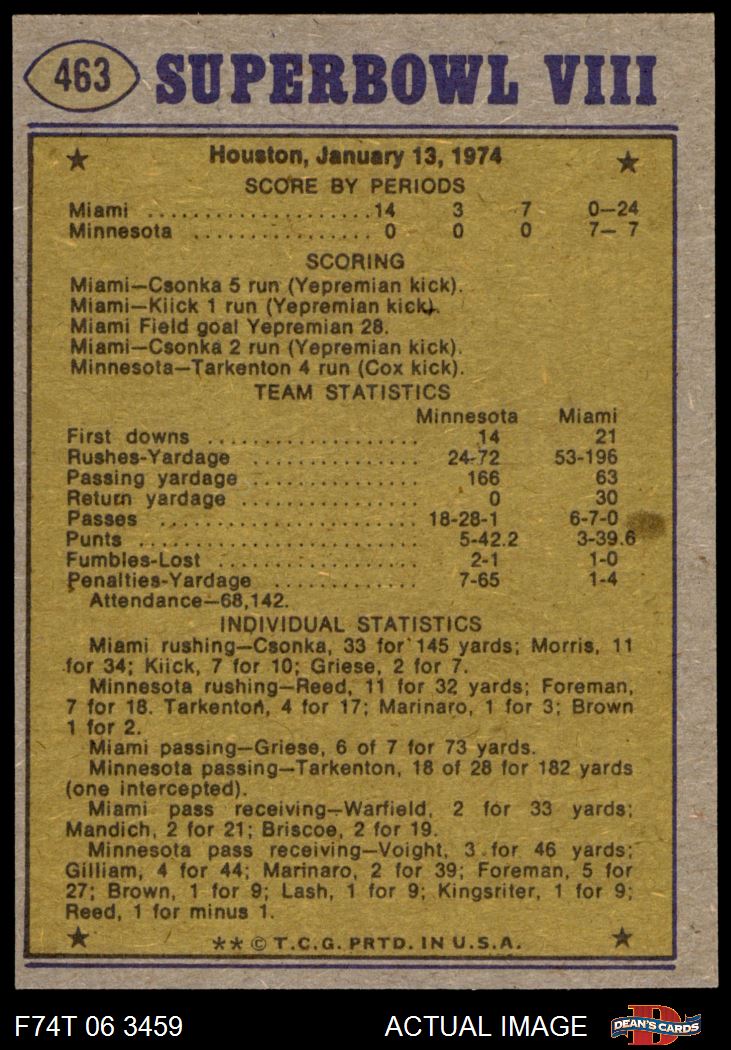 463 SUPERBOWL VIII
Houston, January 13, 1974
SCORE BY PERIODS
Miami ..................... 14 3 7 0—24
Minnesota ................. 0 0 0 7— 7
SCORING
Miami—Csonka 5 run (Yepremian kick).
Miami—Kiick 1 run (Yepremian kick).
Miami Field goal Yepremian 28.
Miami—Csonka 2 run (Yepremian kick).
Minnesota—Tarkenton 4 run (Cox kick).
TEAM STATISTICS
Minnesota Miami
First downs .................... 14 21
Rushes-Yardage ................ 24-72 53-196
Passing yardage ................ 166 63
Return yardage ................. 0 30
Passes ........................ 18-28-1 6-7-0
Punts .......................... 5-42.2 3-39.6
Fumbles-Lost ................... 2-1 1-0
Penalties-Yardage ............. 7-65 1-4
Attendance—68,142.
INDIVIDUAL STATISTICS
Miami rushing—Csonka, 33 for 145 yards; Morris, 11
for 34; Kiick, 7 for 10; Griese, 2 for 7.
Minnesota rushing—Reed, 11 for 32 yards; Foreman,
7 for 18. Tarkenton, 4 for 17; Marinaro, 1 for 3; Brown
1 for 2.
Miami passing—Griese, 6 of 7 for 73 yards.
Minnesota passing—Tarkenton, 18 of 28 for 182 yards
(one intercepted).
Miami pass receiving—Warfield, 2 for 33 yards;
Mandich, 2 for 21; Briscoe, 2 for 19.
Minnesota pass receiving—Voight, 3 for 46 yards;
Gilliam, 4 for 44; Marinaro, 2 for 39; Foreman, 5 for
27; Brown, 1 for 9; Lash, 1 for 9; Kingsriter, 1 for 9;
Reed, 1 for minus 1.
** © T.C.G. PRTD. IN U.S.A.
F74T 06 3459 ACTUAL IMAGE D DEAN'S CARDS